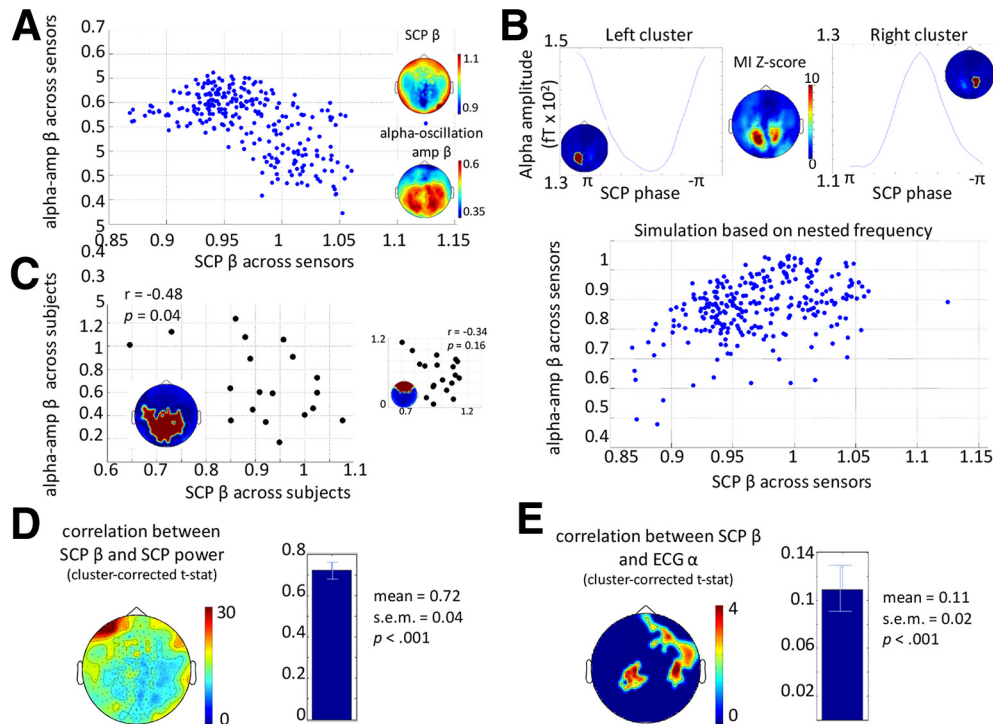 A
alpha-amp β across sensors
0.7
0.6
5
0.6
5
0.5
5
0.4
5
0.4
0.3
5
0.85
0.9
0.95
1
1.05
1.1
1.15
SCP β across sensors
SCP β
1.1
0.9
alpha-oscillation
amp β
0.6
0.35
B
Left cluster
Right cluster
Alpha amplitude
(fT x 10²)
1.5
1.3
π
-π
SCP phase
MI Z-score
10
0
1.3
1.1
π
-π
SCP phase
Simulation based on nested frequency
alpha-amp β across sensors
1
1
0.9
0.8
0.7
0.6
0.5
0.4
0.85
0.9
0.95
1
1.05
1.1
1.15
SCP β across sensors
C
alpha-amp β across subjects
r = -0.48
p = 0.04
1.2
1
1
0.6
0.4
0.4
0.2
0.6
0.7
0.8
0.9
1
1.1
SCP β across subjects
r = -0.34
p = 0.16
1.2
0
0.7
1.2
D
correlation between
SCP β and SCP power
(cluster-corrected t-stat)
30
0
0.8
0.6
0.4
0.2
0
mean = 0.72
s.e.m. = 0.04
p < .001
E
correlation between SCP β
and ECG α
(cluster-corrected t-stat)
4
0
0.14
0.1
0.06
0.02
mean = 0.11
s.e.m. = 0.02
p < .001